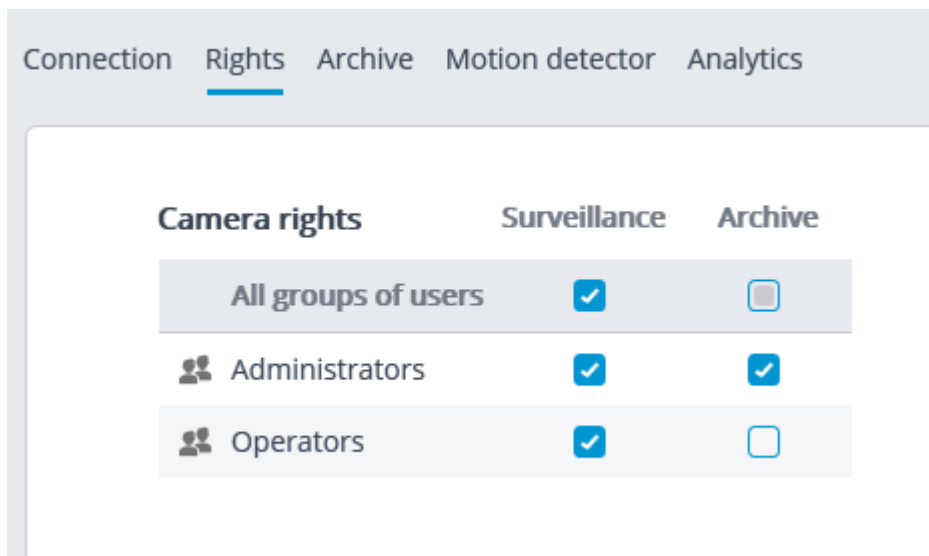 Connection Rights Archive Motion detector Analytics
Camera rights Surveillance Archive
All groups of users
Administrators
Operators